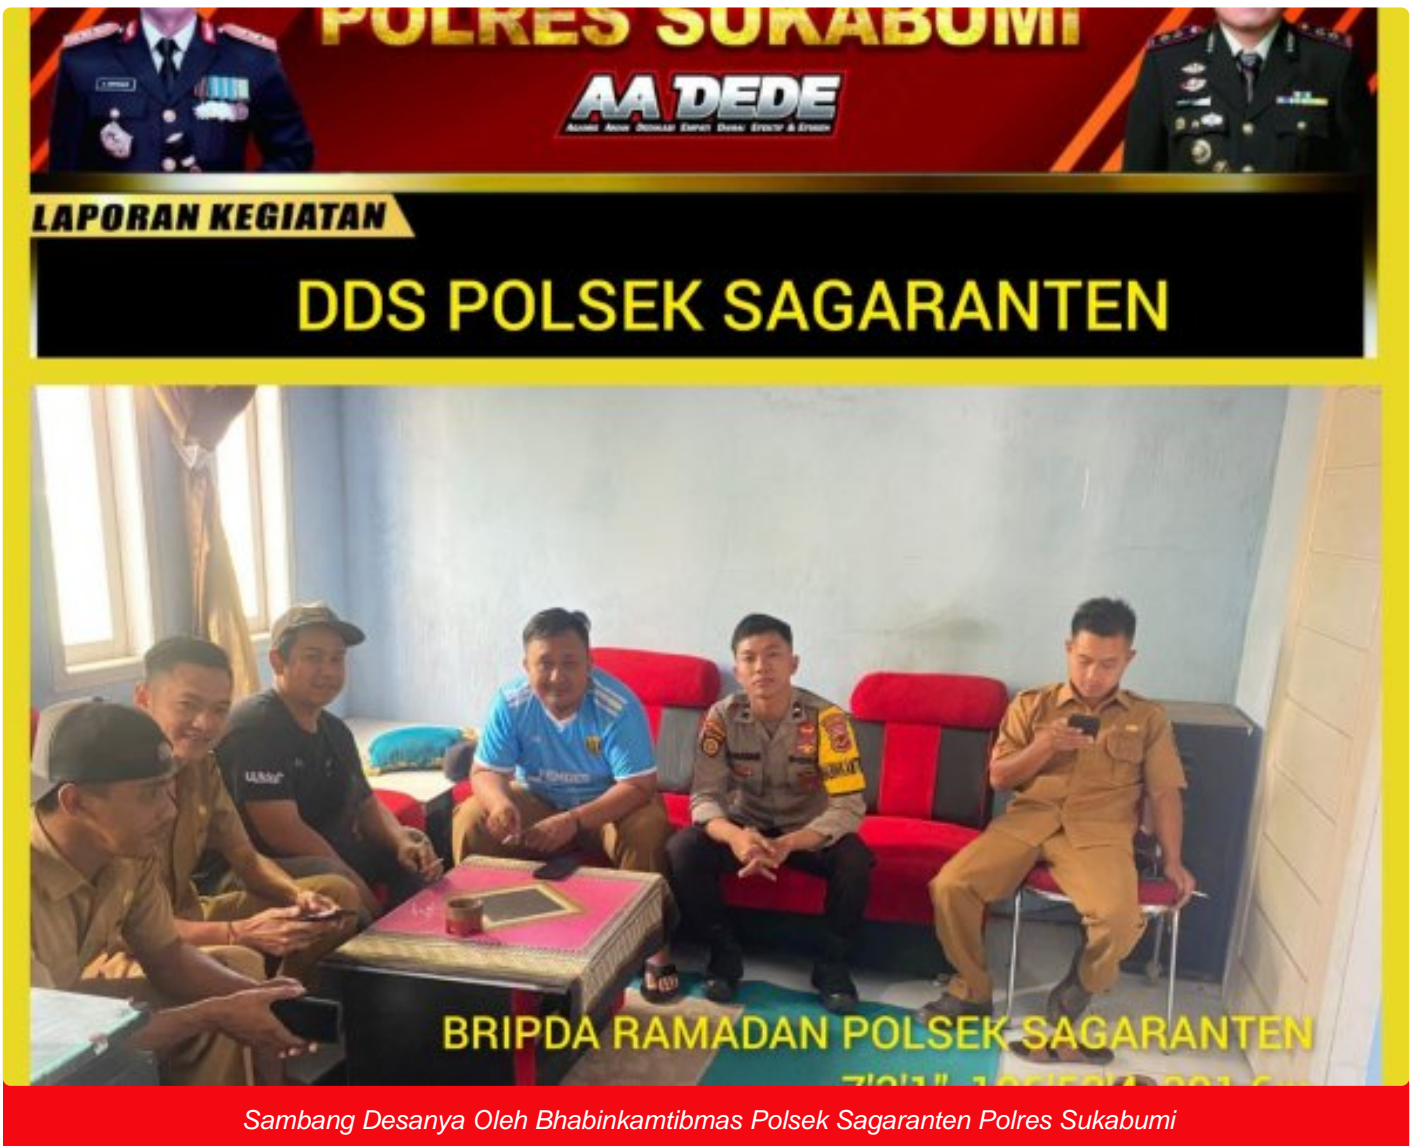 POLRES SUKABUMI
AA DEDE
LAPORAN KEGIATAN
DDS POLSEK SAGARANTEN
BRIPDA RAMADAN POLSEK SAGARANTEN
Sambang Desanya Oleh Bhabinkamtibmas Polsek Sagaranten Polres Sukabumi